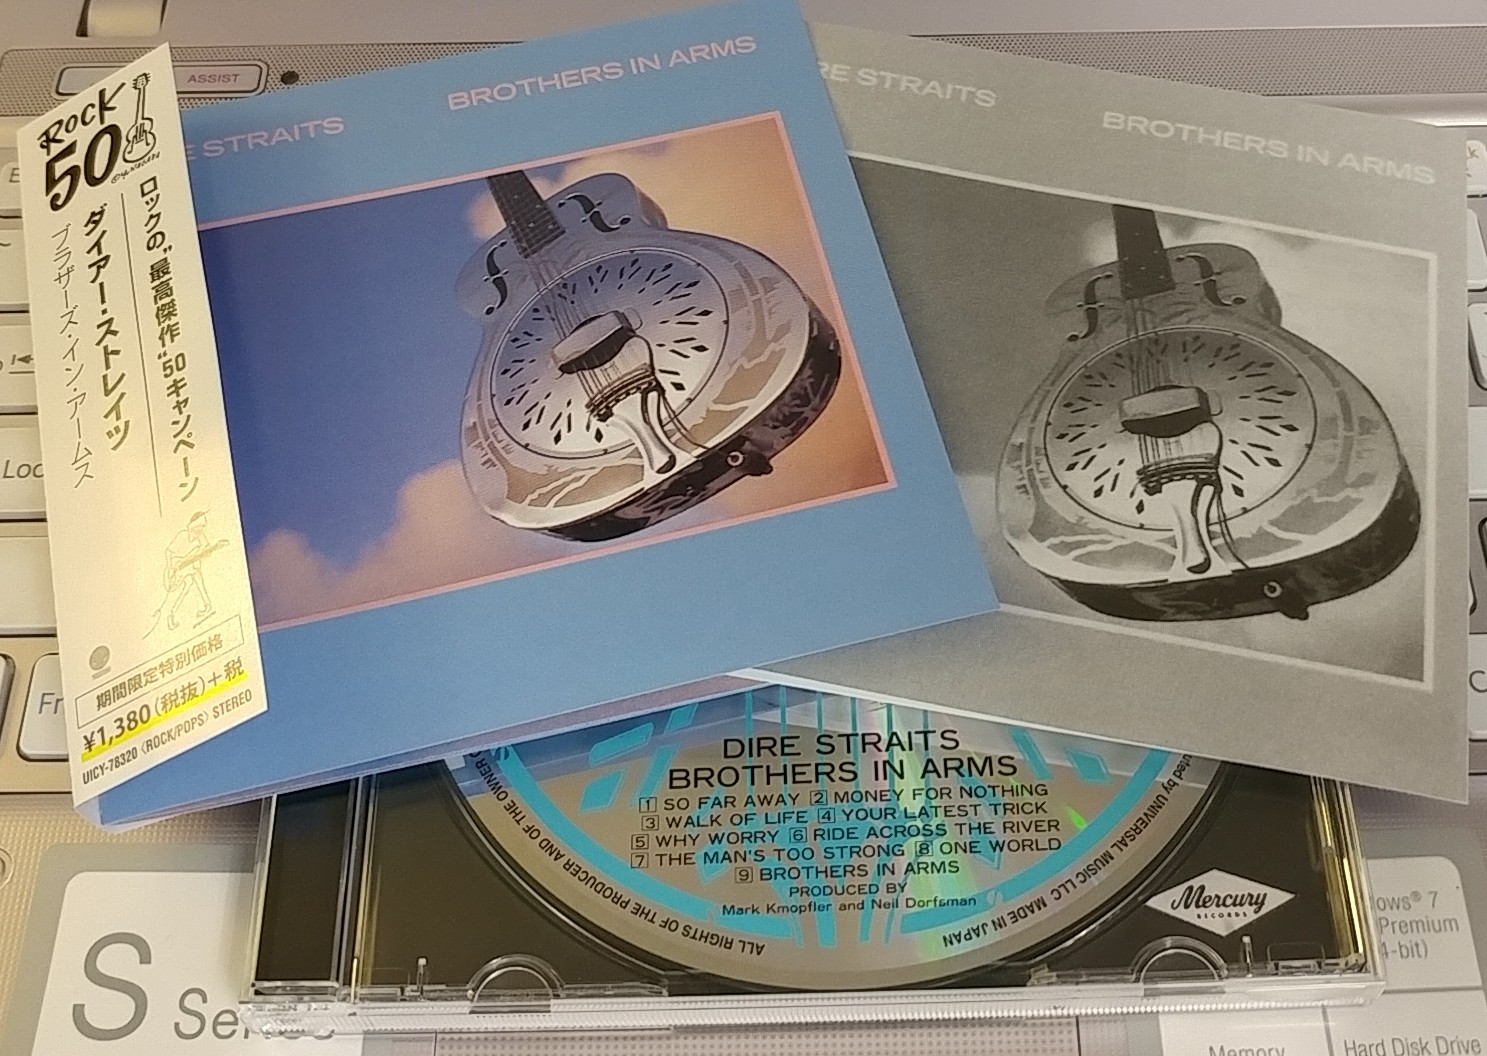 ASSIST
ROCK
50
ロックの"最高傑作"50キャンペーン
ダイアー・ストレイツ
ブラザーズ・イン・アームス
期間限定特別価格
¥1,380(税抜)+税
UICY-78320 〈ROCK/POPS〉 STEREO
STRAITS
BROTHERS IN ARMS
STRAITS
BROTHERS IN ARMS
DIRE STRAITS
BROTHERS IN ARMS
1 SO FAR AWAY 2 MONEY FOR NOTHING
3 WALK OF LIFE 4 YOUR LATEST TRICK
5 WHY WORRY 6 RIDE ACROSS THE RIVER
7 THE MAN'S TOO STRONG 8 ONE WORLD
9 BROTHERS IN ARMS
PRODUCED BY
Mark Knopfler and Neil Dorfsman
ALL RIGHTS OF THE PRODUCER AND OF THE OWNER
by UNIVERSAL MUSIC LLC MADE IN JAPAN
Mercury
RECORDS
S Series
7
Premium
-bit)
Memory
Hard Disk Drive